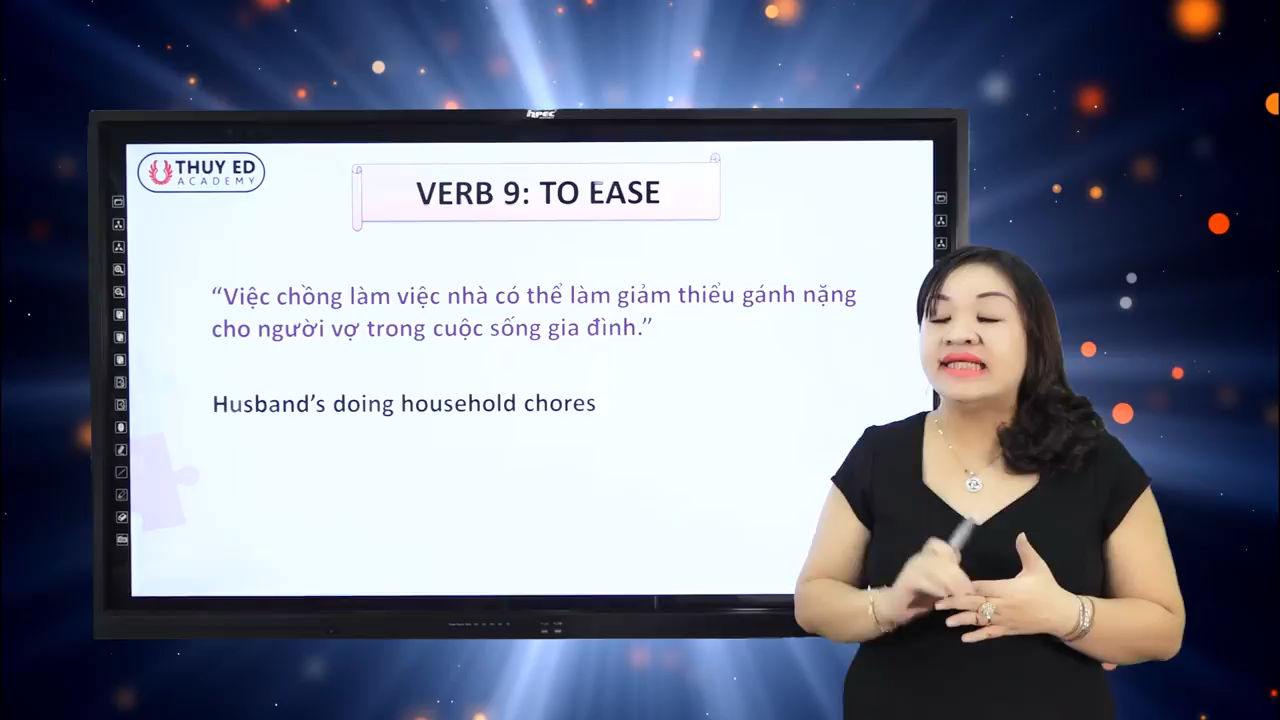 hPEC
THUY ED
ACADEMY
VERB 9: TO EASE
“Việc chồng làm việc nhà có thể làm giảm thiểu gánh nặng
cho người vợ trong cuộc sống gia đình.”
Husband’s doing household chores